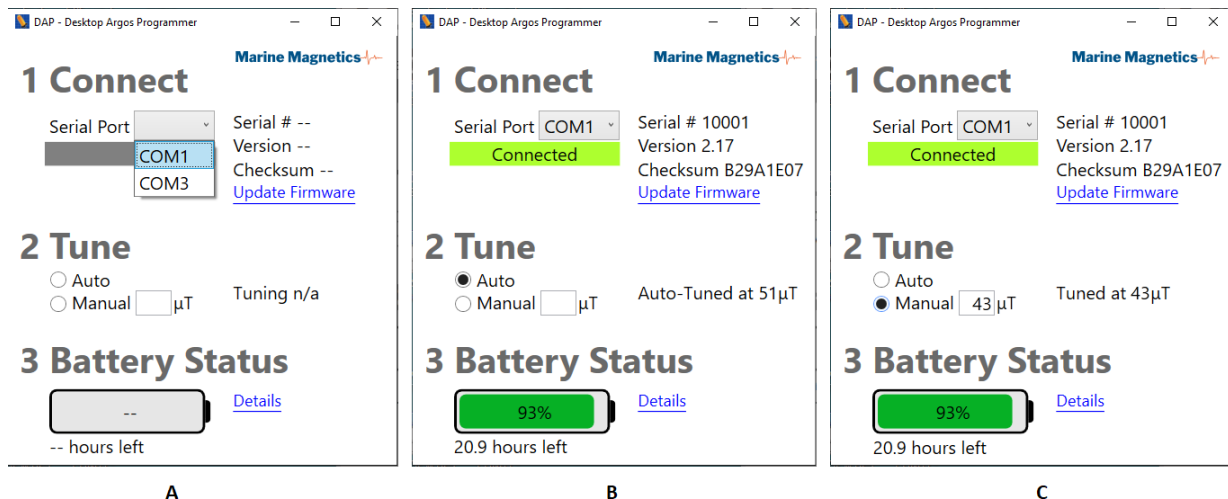 DAP - Desktop Argos Programmer
Marine Magnetics
1 Connect
Serial Port
COM1
COM3
Serial # --
Version --
Checksum --
Update Firmware
2 Tune
Auto
Manual µT
Tuning n/a
3 Battery Status
--
Details
-- hours left
A
DAP - Desktop Argos Programmer
Marine Magnetics
1 Connect
Serial Port COM1
Connected
Serial # 10001
Version 2.17
Checksum B29A1E07
Update Firmware
2 Tune
Auto
Manual µT
Auto-Tuned at 51µT
3 Battery Status
93%
Details
20.9 hours left
B
DAP - Desktop Argos Programmer
Marine Magnetics
1 Connect
Serial Port COM1
Connected
Serial # 10001
Version 2.17
Checksum B29A1E07
Update Firmware
2 Tune
Auto
Manual 43 µT
Tuned at 43µT
3 Battery Status
93%
Details
20.9 hours left
C